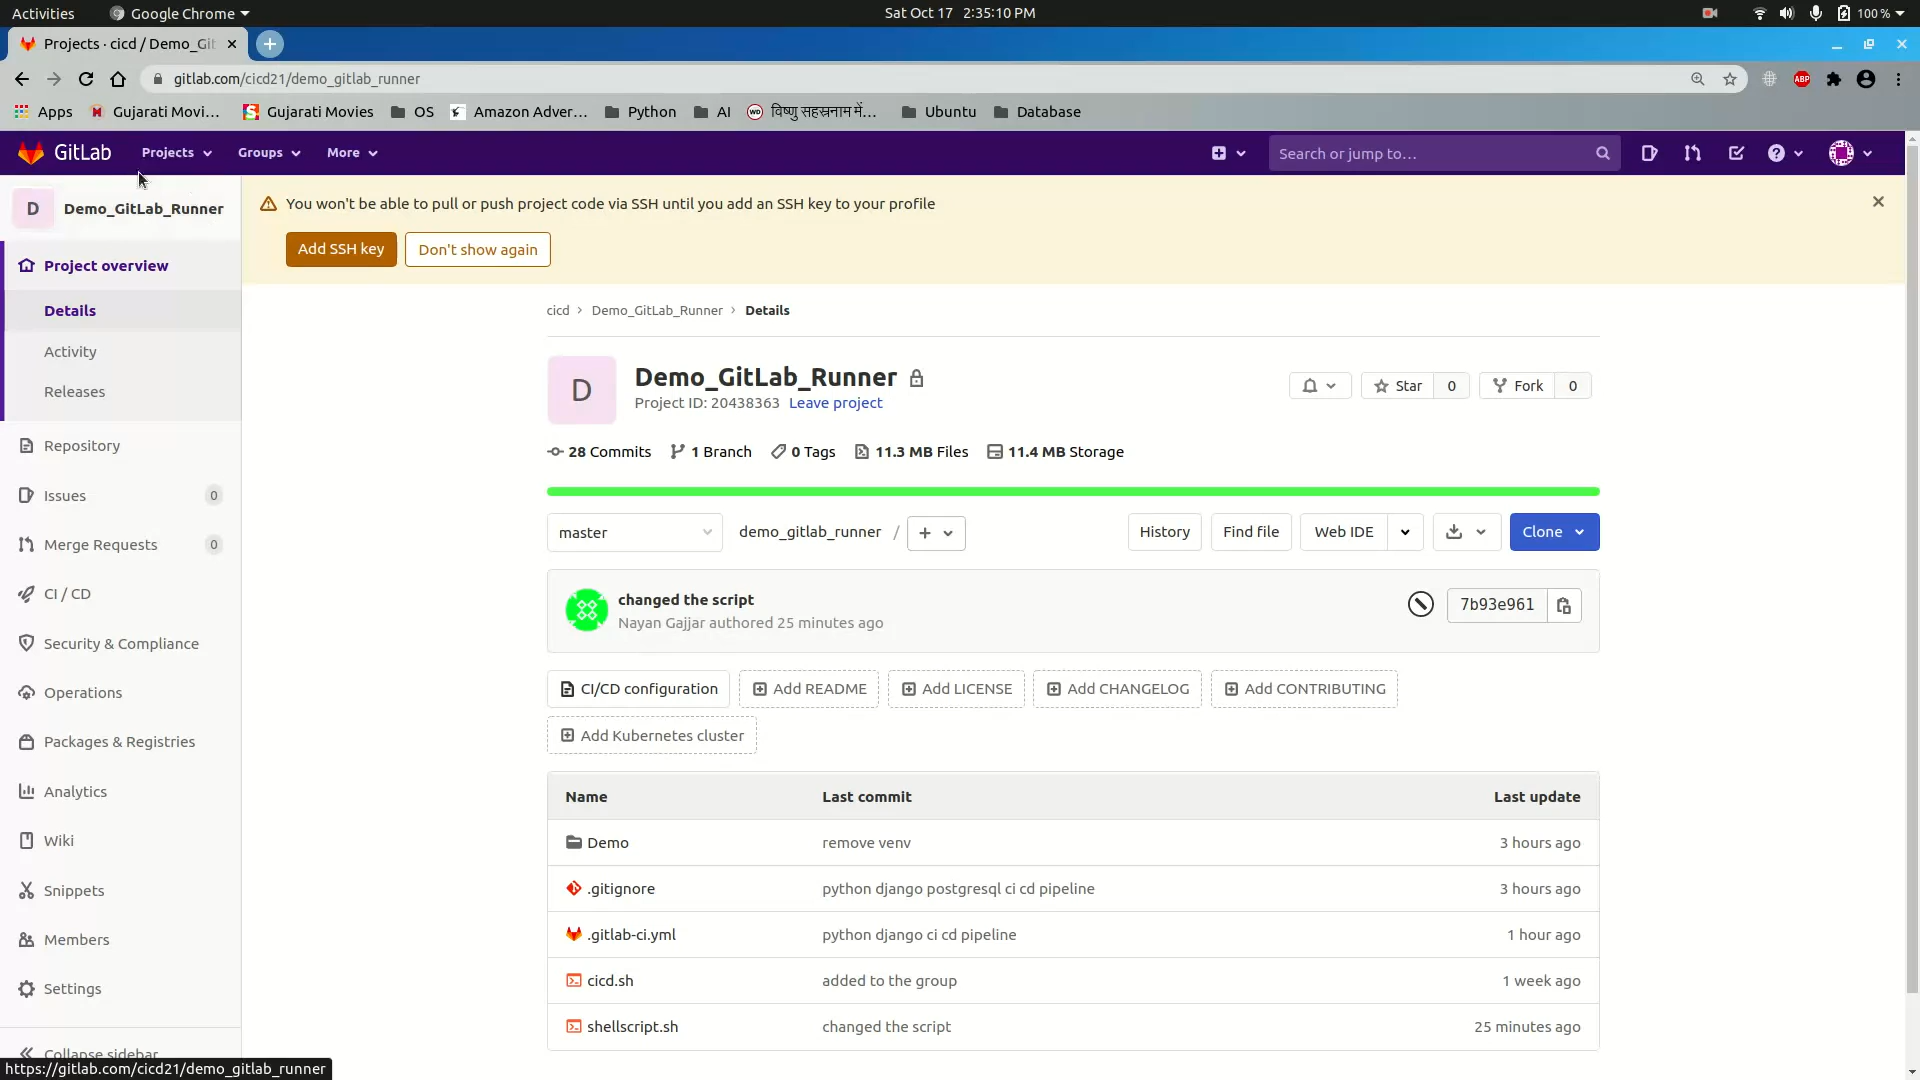 Activities Google Chrome Sat Oct 17 2:35:10 PM 100 %
Projects · cicd / Demo_Git
gitlab.com/cicd21/demo_gitlab_runner ABP
Apps Gujarati Movi... Gujarati Movies OS Amazon Adver... Python AI विष्णु सहस्रनाम में... Ubuntu Database
GitLab Projects Groups More Search or jump to...
D Demo_GitLab_Runner
You won't be able to pull or push project code via SSH until you add an SSH key to your profile
Add SSH key Don't show again
Project overview
Details
Activity
Releases
Repository
Issues 0
Merge Requests 0
CI / CD
Security & Compliance
Operations
Packages & Registries
Analytics
Wiki
Snippets
Members
Settings
Collapse sidebar
https://gitlab.com/cicd21/demo_gitlab_runner
cicd › Demo_GitLab_Runner › Details
D Demo_GitLab_Runner
Project ID: 20438363 Leave project
Star 0 Fork 0
28 Commits 1 Branch 0 Tags 11.3 MB Files 11.4 MB Storage
master demo_gitlab_runner / + History Find file Web IDE Clone
changed the script
Nayan Gajjar authored 25 minutes ago
7b93e961
CI/CD configuration Add README Add LICENSE Add CHANGELOG Add CONTRIBUTING
Add Kubernetes cluster
Name Last commit Last update
Demo remove venv 3 hours ago
.gitignore python django postgresql ci cd pipeline 3 hours ago
.gitlab-ci.yml python django ci cd pipeline 1 hour ago
cicd.sh added to the group 1 week ago
shellscript.sh changed the script 25 minutes ago